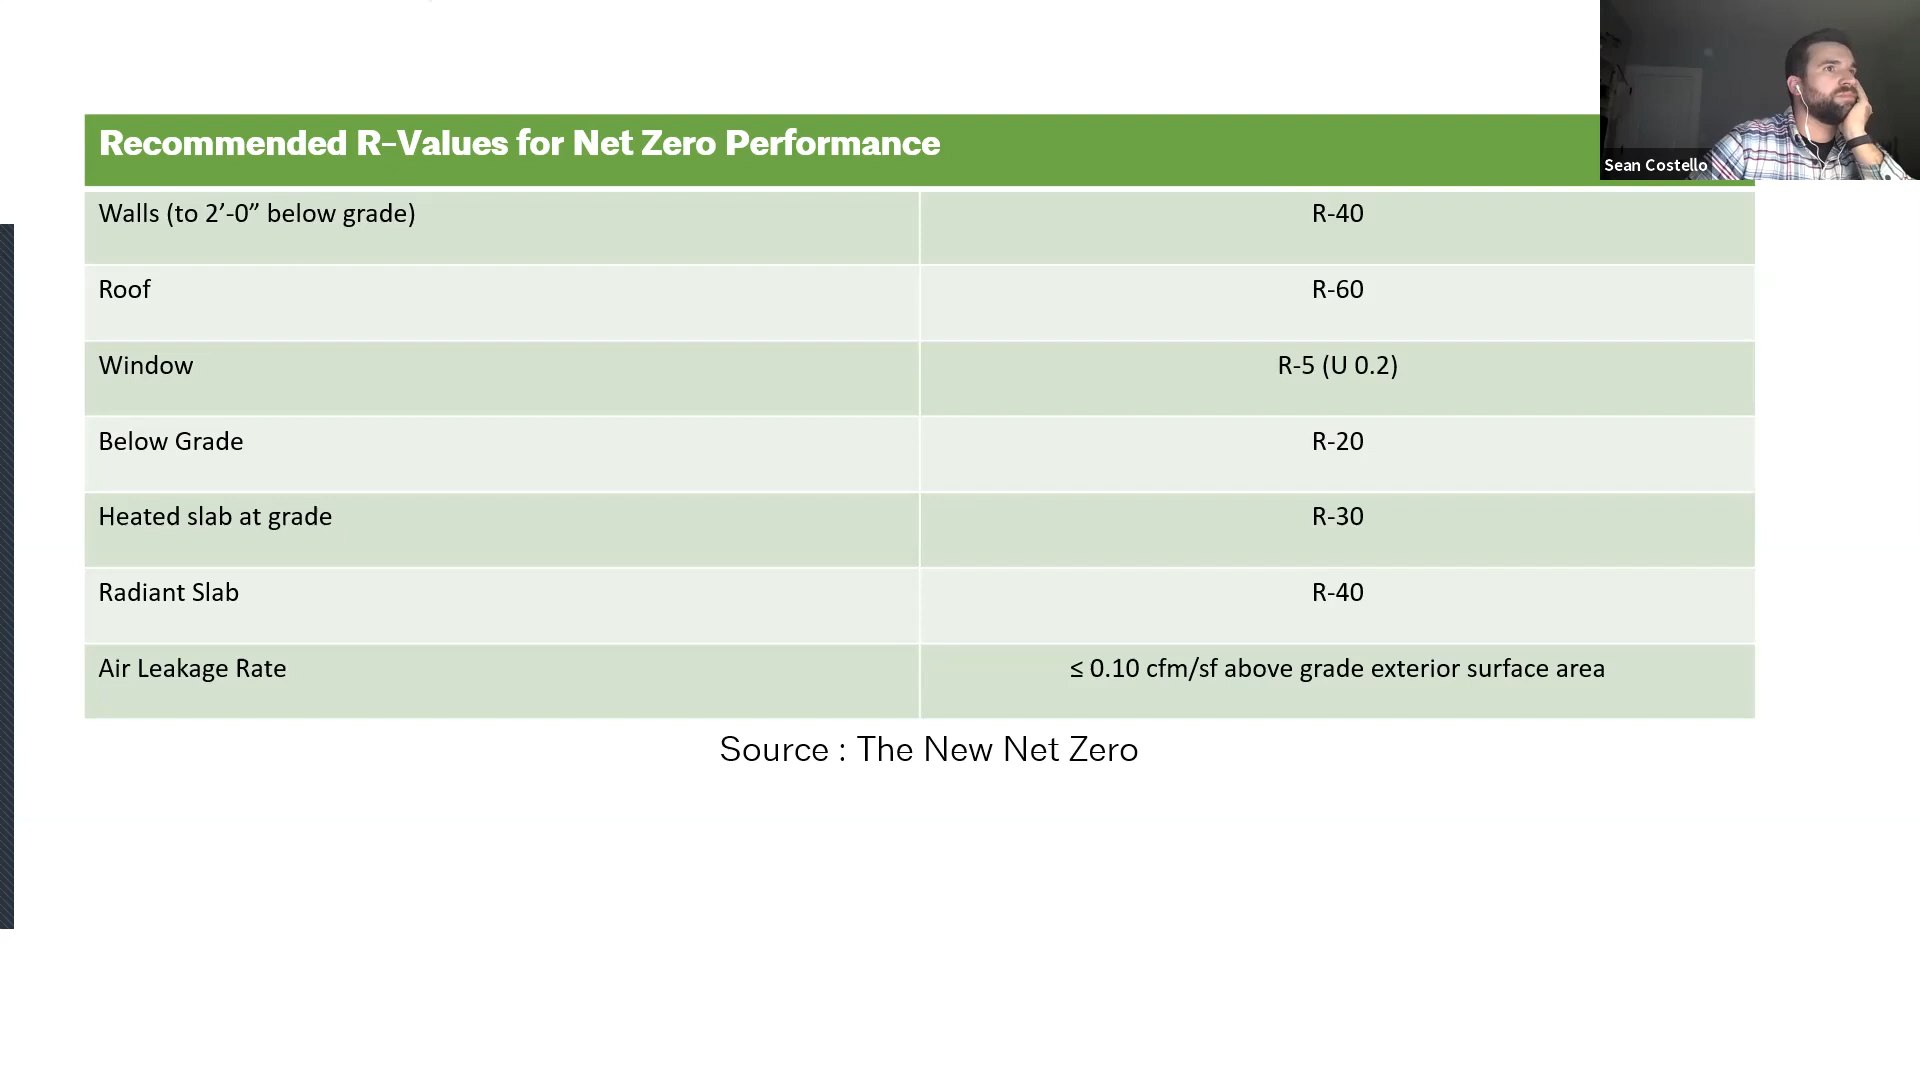 Recommended R-Values for Net Zero Performance
Sean Costello
Walls (to 2’-0” below grade) R-40
Roof R-60
Window R-5 (U 0.2)
Below Grade R-20
Heated slab at grade R-30
Radiant Slab R-40
Air Leakage Rate ≤ 0.10 cfm/sf above grade exterior surface area
Source : The New Net Zero